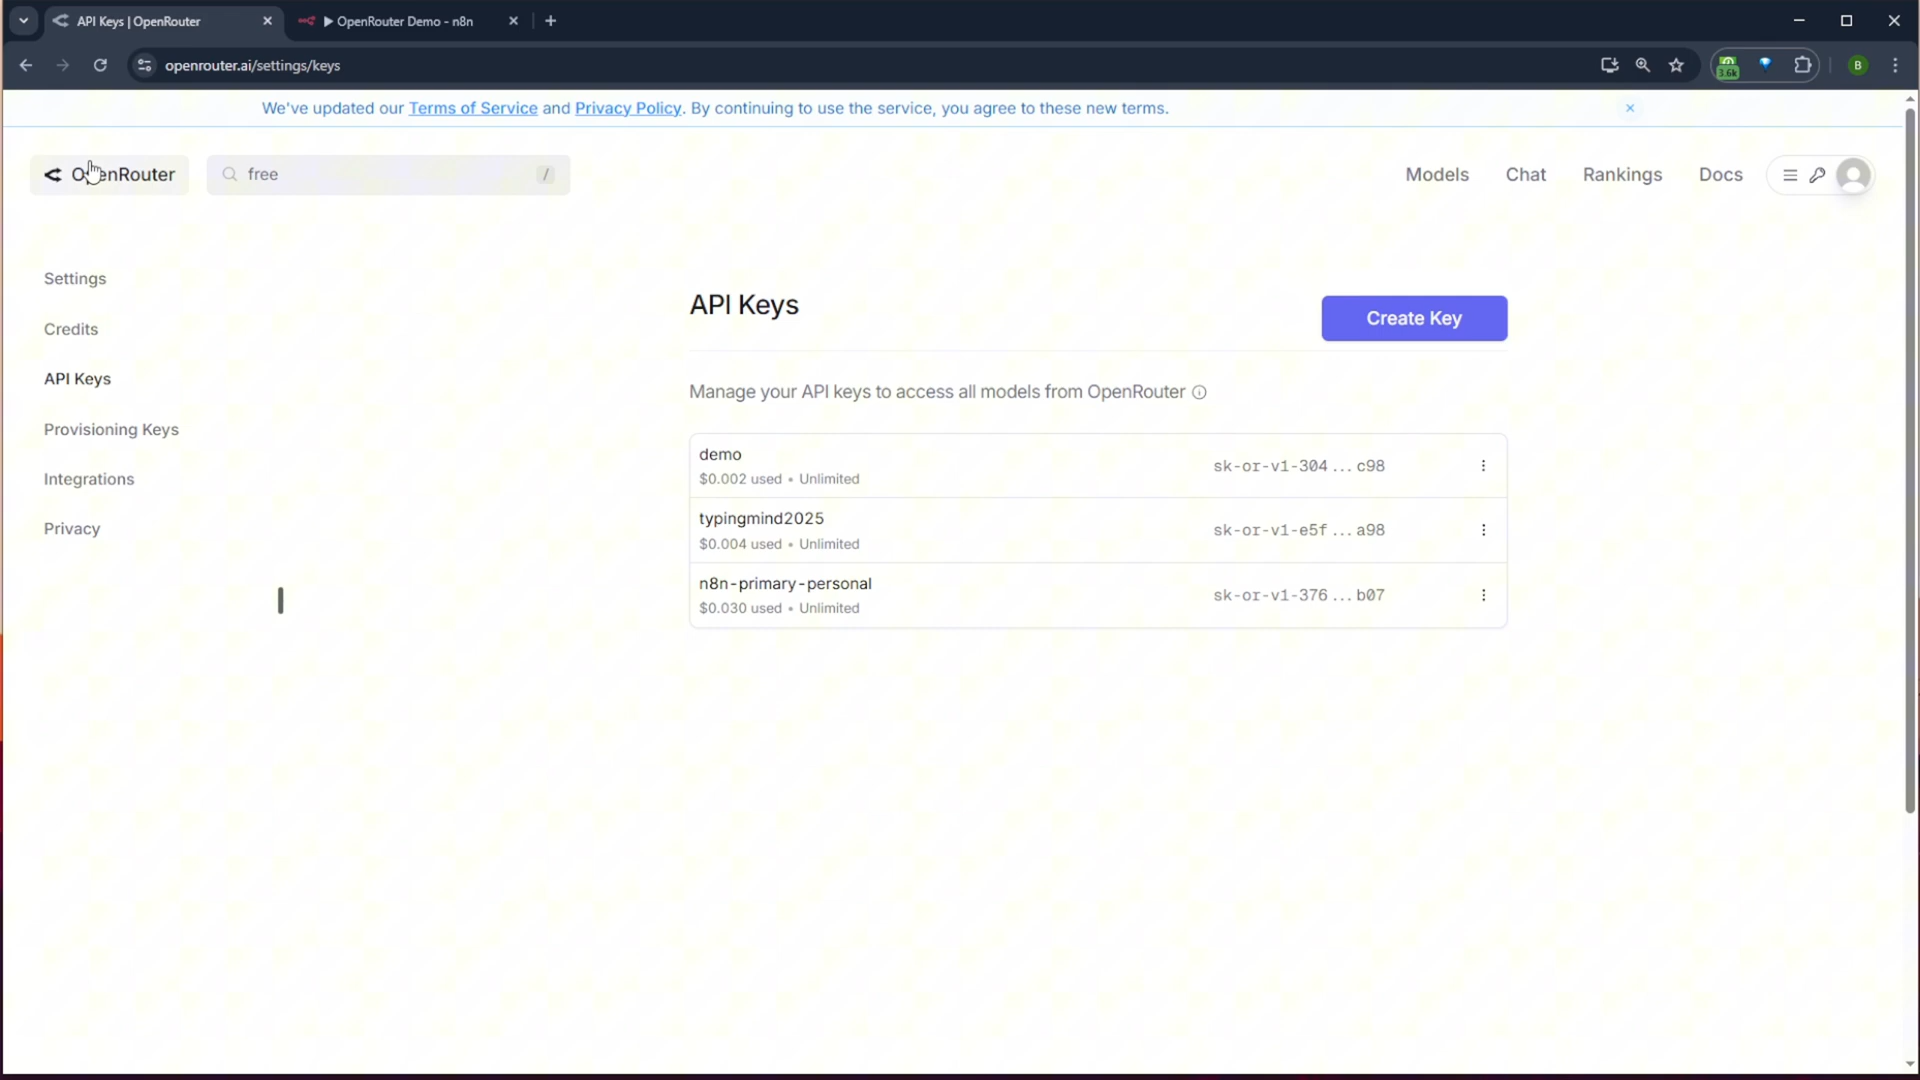 API Keys | OpenRouter
OpenRouter Demo - n8n
openrouter.ai/settings/keys
3.6k
B
We've updated our Terms of Service and Privacy Policy. By continuing to use the service, you agree to these new terms.
OpenRouter
free
/
Models
Chat
Rankings
Docs
Settings
Credits
API Keys
Provisioning Keys
Integrations
Privacy
API Keys
Create Key
Manage your API keys to access all models from OpenRouter
demo
sk-or-v1-304...c98
$0.002 used • Unlimited
typingmind2025
sk-or-v1-e5f...a98
$0.004 used • Unlimited
n8n-primary-personal
sk-or-v1-376...b07
$0.030 used • Unlimited